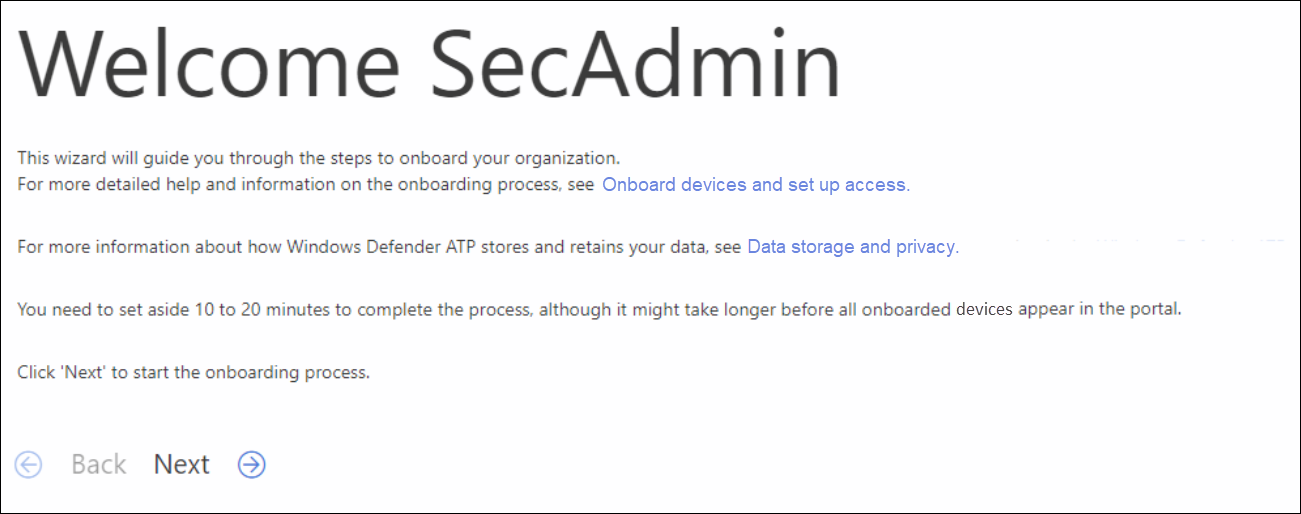 Welcome SecAdmin
This wizard will guide you through the steps to onboard your organization.
For more detailed help and information on the onboarding process, see Onboard devices and set up access.
For more information about how Windows Defender ATP stores and retains your data, see Data storage and privacy.
You need to set aside 10 to 20 minutes to complete the process, although it might take longer before all onboarded devices appear in the portal.
Click 'Next' to start the onboarding process.
Back Next